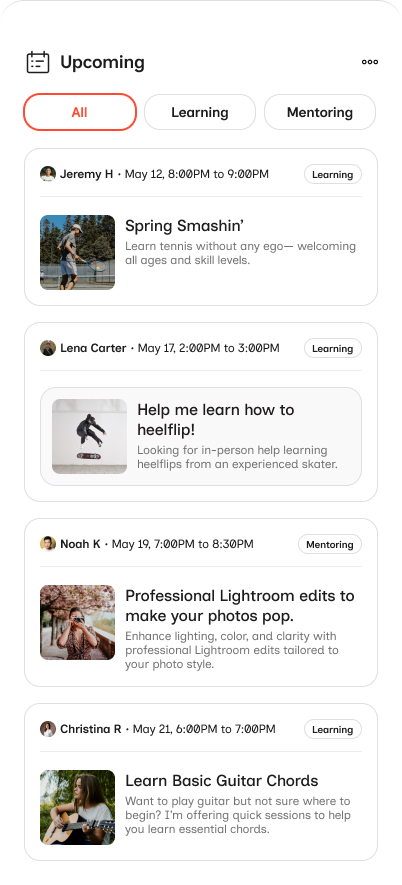 Upcoming
All
Learning
Mentoring
Jeremy H • May 12, 8:00PM to 9:00PM
Learning
Spring Smashin’
Learn tennis without any ego— welcoming
all ages and skill levels.
Lena Carter • May 17, 2:00PM to 3:00PM
Learning
Help me learn how to
heelflip!
Looking for in-person help learning
heelflips from an experienced skater.
Noah K • May 19, 7:00PM to 8:30PM
Mentoring
Professional Lightroom edits to
make your photos pop.
Enhance lighting, color, and clarity with
professional Lightroom edits tailored to
your photo style.
Christina R • May 21, 6:00PM to 7:00PM
Learning
Learn Basic Guitar Chords
Want to play guitar but not sure where to
begin? I’m offering quick sessions to help
you learn essential chords.